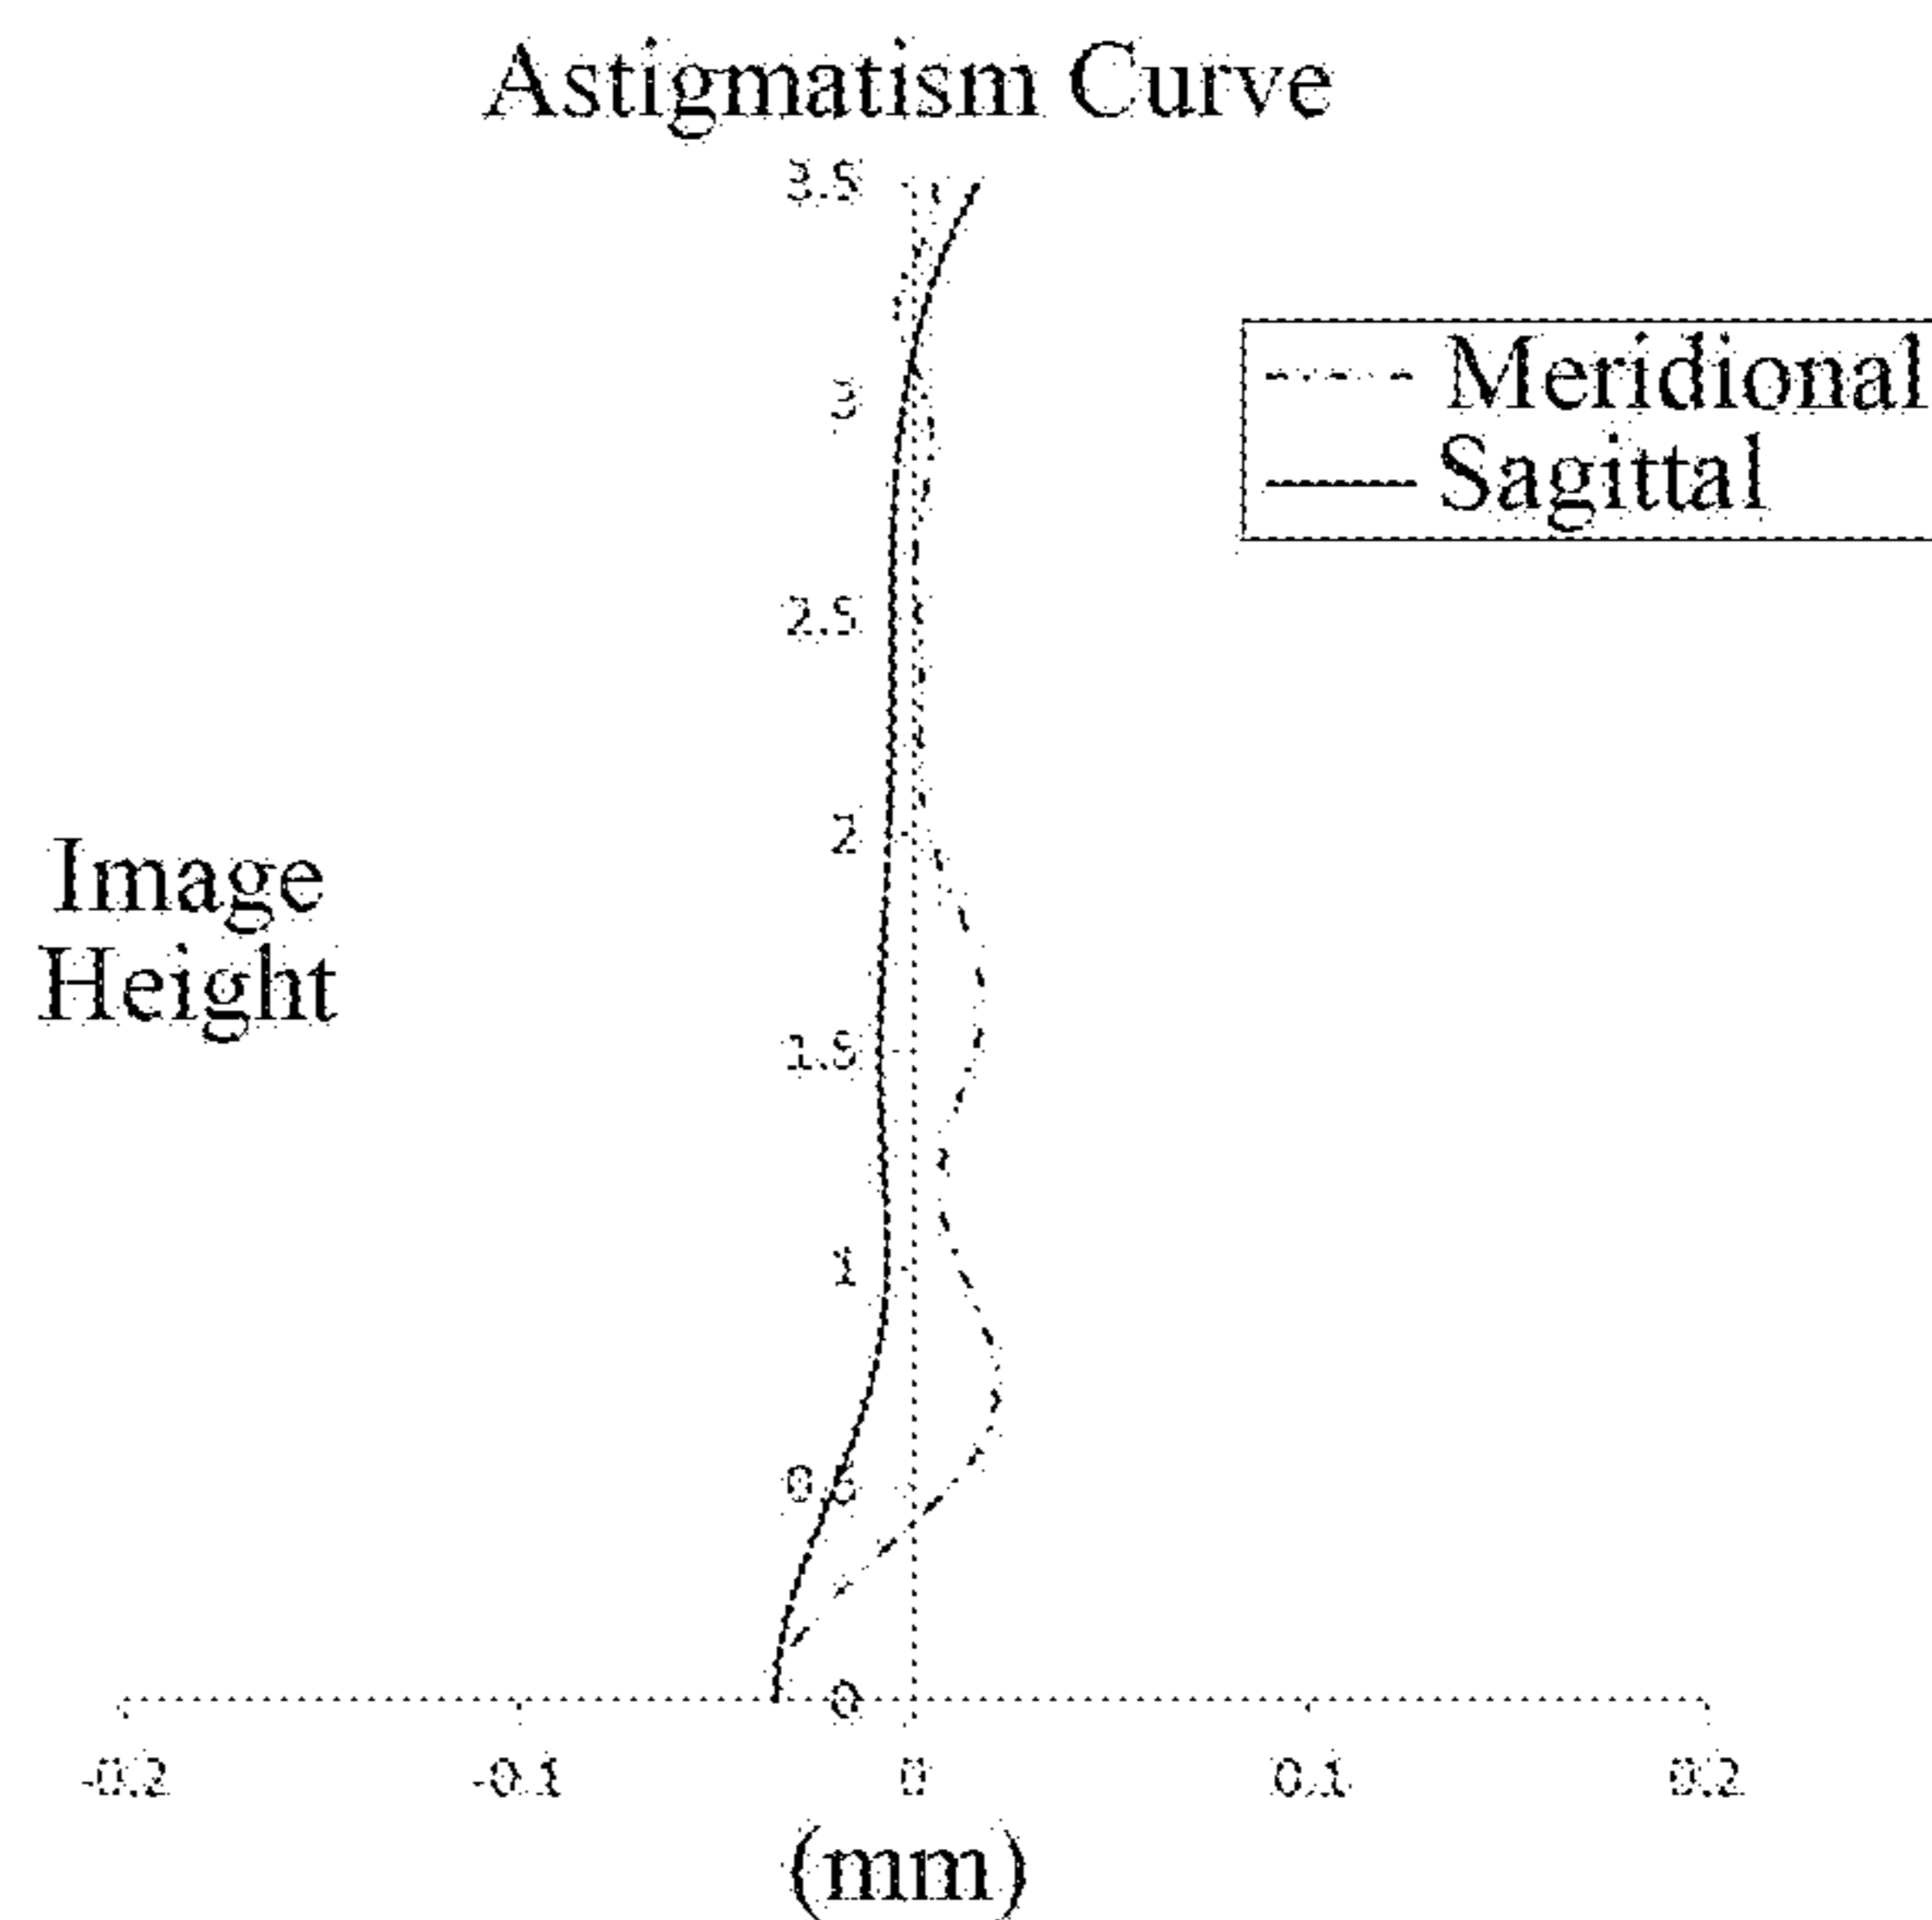 Astigmatism Curve
3.5
Meridional
3
Sagittal
2.5
2
Image
Height
1.5
1
0.5
0
-0.2 -0.1 0 0.1 0.2
(mm)